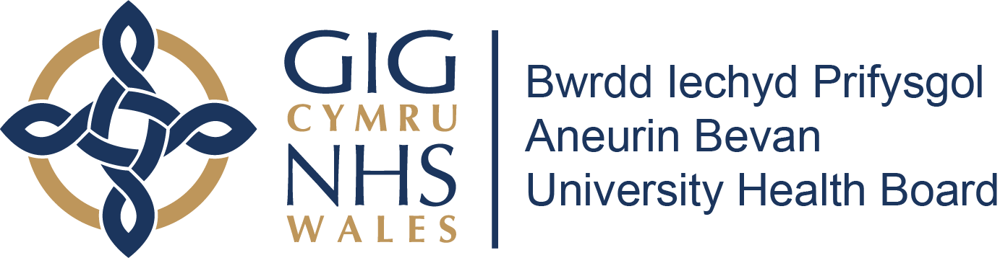 GIG
CYMRU
NHS
WALES
Bwrdd Iechyd Prifysgol
Aneurin Bevan
University Health Board